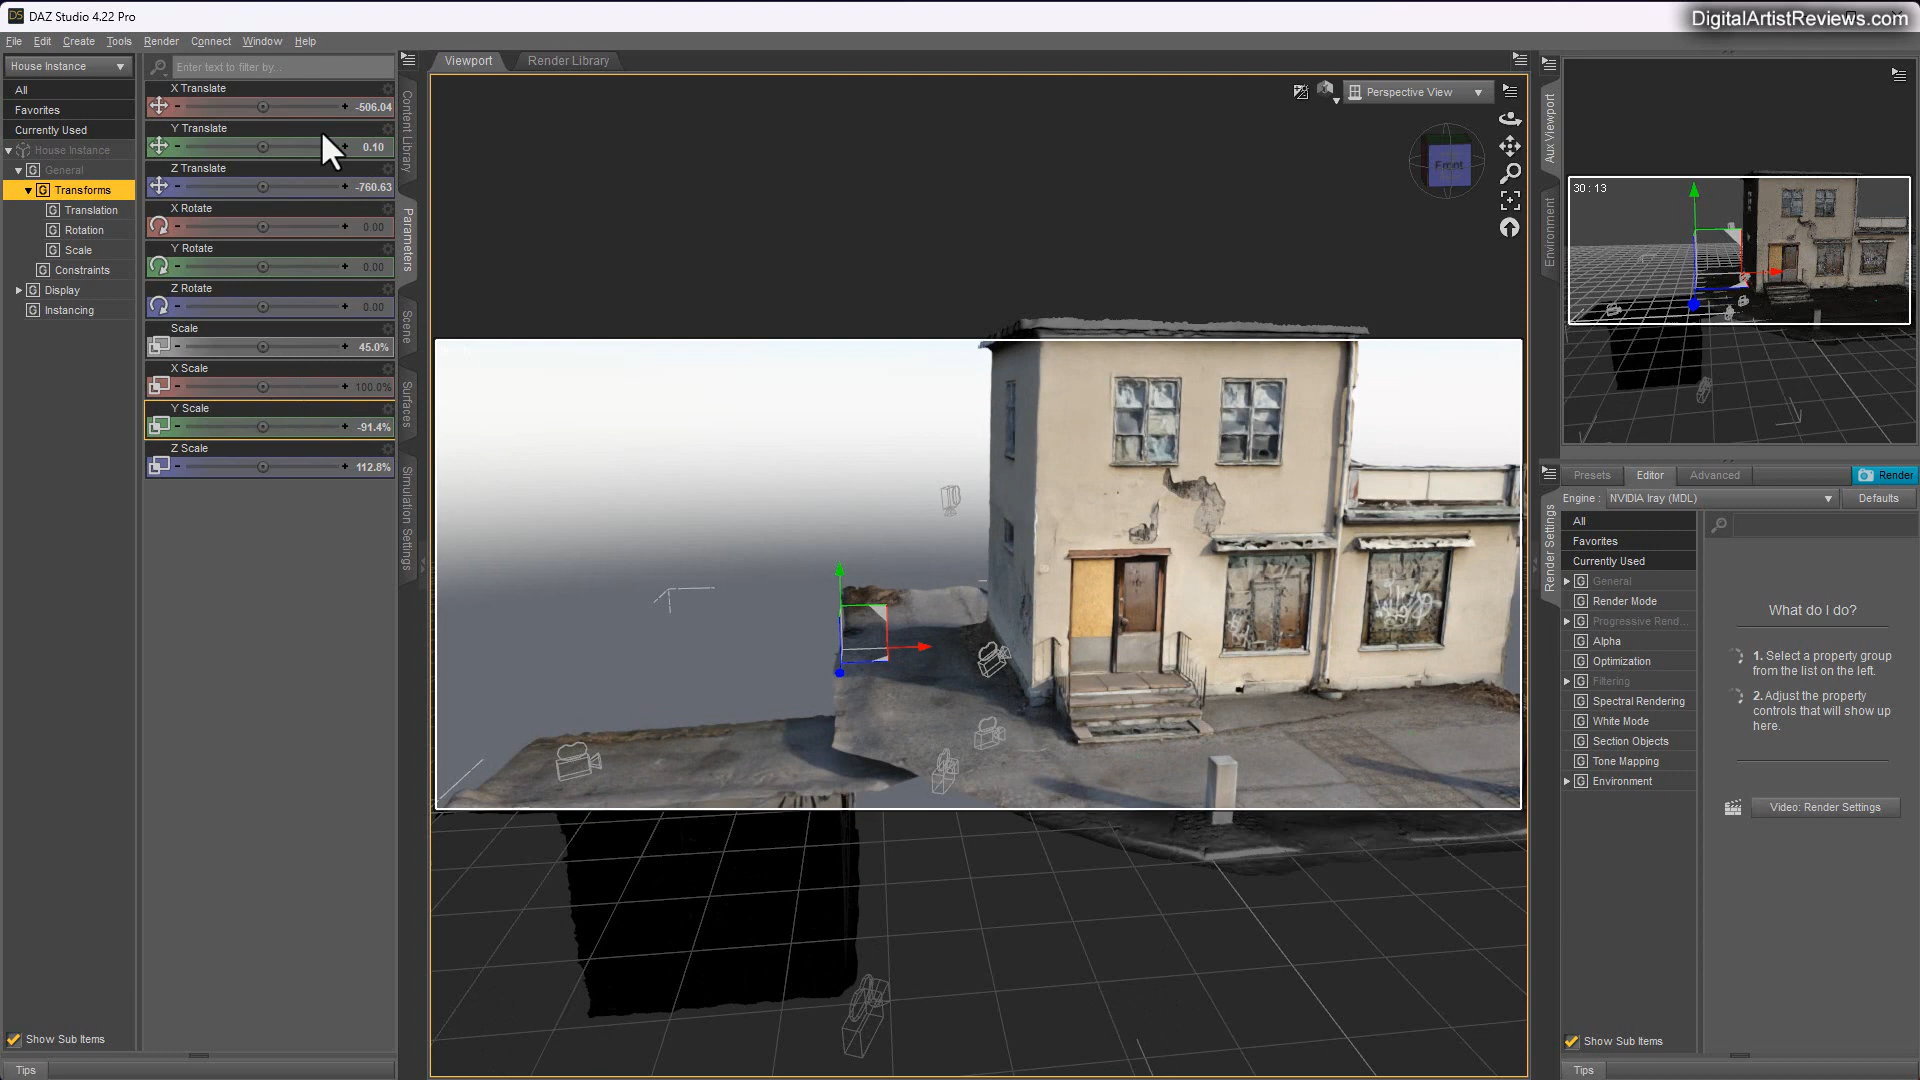 DAZ Studio 4.22 Pro
DigitalArtistReviews.com
File Edit Create Tools Render Connect Window Help
House Instance
Enter text to filter by...
All
Favorites
Currently Used
House Instance
General
Transforms
Translation
Rotation
Scale
Constraints
Display
Instancing
Show Sub Items
Tips
X Translate
-506.04
Y Translate
0.10
Z Translate
-760.63
X Rotate
0.00
Y Rotate
0.00
Z Rotate
0.00
Scale
45.0%
X Scale
100.0%
Y Scale
-91.4%
Z Scale
112.8%
Content Library
Parameters
Scene
Surfaces
Simulation Settings
Viewport
Render Library
Perspective View
Front
Aux Viewport
Environment
30 : 13
Render Settings
Presets
Editor
Advanced
Render
Engine :
NVIDIA Iray (MDL)
Defaults
All
Favorites
Currently Used
General
Render Mode
Progressive Rend...
Alpha
Optimization
Filtering
Spectral Rendering
White Mode
Section Objects
Tone Mapping
Environment
What do I do?
1. Select a property group
from the list on the left.
2. Adjust the property
controls that will show up
here.
Video: Render Settings
Show Sub Items
Tips